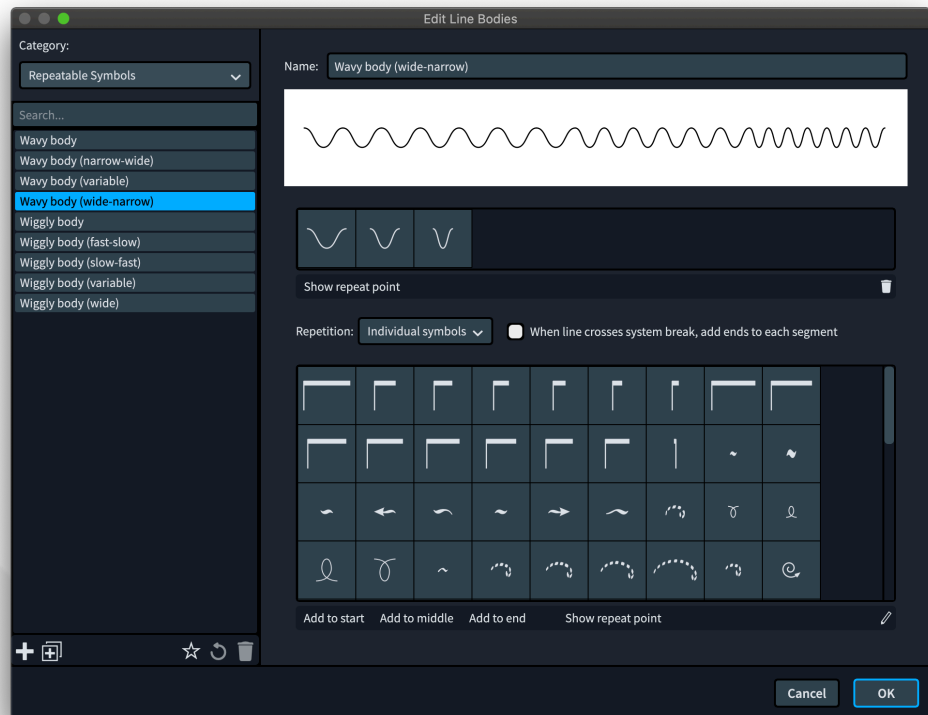 Edit Line Bodies
Category:
Repeatable Symbols
Search...
Wavy body
Wavy body (narrow-wide)
Wavy body (variable)
Wavy body (wide-narrow)
Wiggly body
Wiggly body (fast-slow)
Wiggly body (slow-fast)
Wiggly body (variable)
Wiggly body (wide)
Name: Wavy body (wide-narrow)
Show repeat point
Repetition: Individual symbols When line crosses system break, add ends to each segment
Add to start Add to middle Add to end Show repeat point
Cancel OK